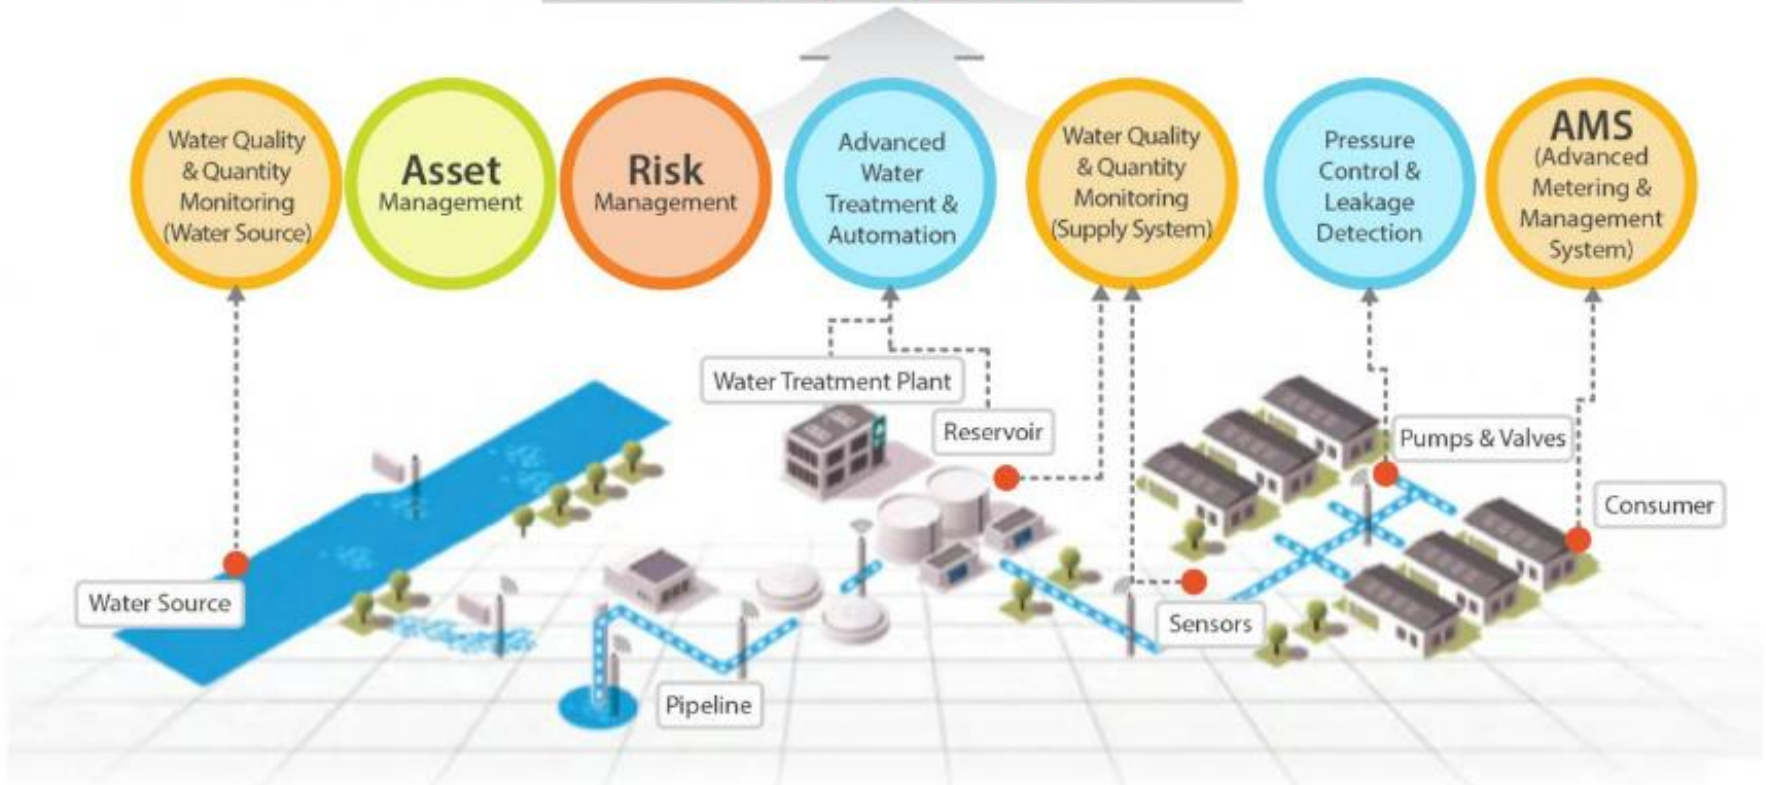 Water Quality
& Quantity
Monitoring
(Water Source)
Asset
Management
Risk
Management
Advanced
Water
Treatment &
Automation
Water Quality
& Quantity
Monitoring
(Supply System)
Pressure
Control &
Leakage
Detection
AMS
(Advanced
Metering &
Management
System)
Water Treatment Plant
Reservoir
Pumps & Valves
Consumer
Water Source
Sensors
Pipeline